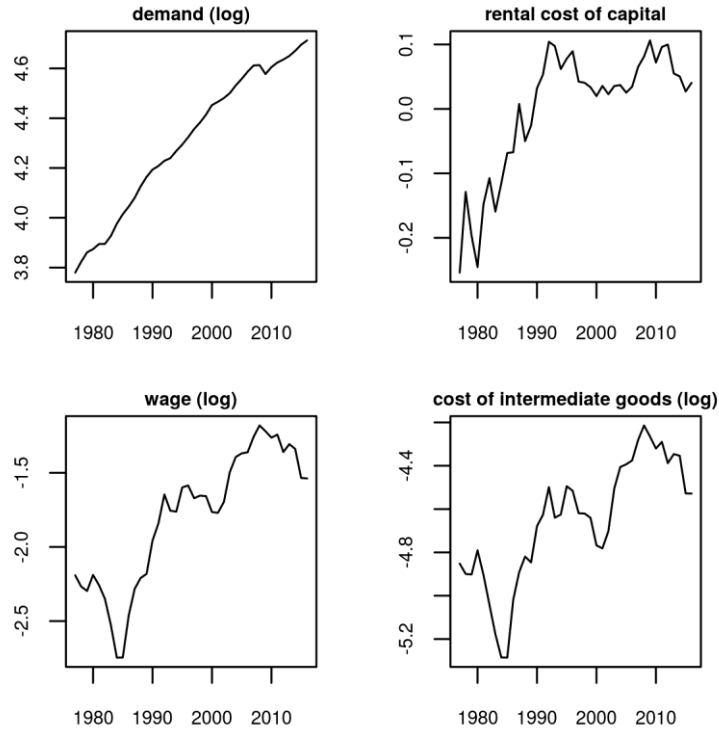 demand (log)
4.6
4.4
4.2
4.0
3.8
1980 1990 2000 2010
rental cost of capital
0.1
0.0
-0.1
-0.2
1980 1990 2000 2010
wage (log)
-1.5
-2.0
-2.5
1980 1990 2000 2010
cost of intermediate goods (log)
-4.4
-4.8
-5.2
1980 1990 2000 2010